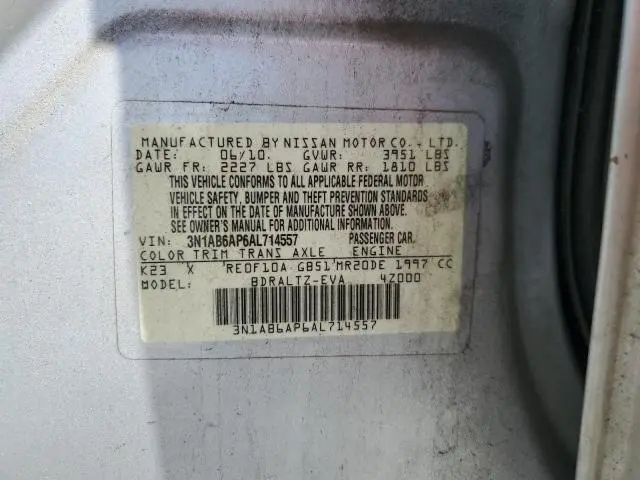 MANUFACTURED BY NISSAN MOTOR CO., LTD.
DATE: 06/10. GVWR: 3951 LBS
GAWR FR: 2227 LBS GAWR RR: 1810 LBS
THIS VEHICLE CONFORMS TO ALL APPLICABLE FEDERAL MOTOR
VEHICLE SAFETY, BUMPER AND THEFT PREVENTION STANDARDS
IN EFFECT ON THE DATE OF MANUFACTURE SHOWN ABOVE.
SEE OWNER'S MANUAL FOR ADDITIONAL INFORMATION.
VIN: 3N1AB6AP6AL714557 PASSENGER CAR.
COLOR TRIM TRANS AXLE ENGINE
K23 X 'RE0F10A GB51'MR20DE 1997 CC
MODEL: BDRALTZ-EVA 4Z000
3N1AB6AP6AL714557